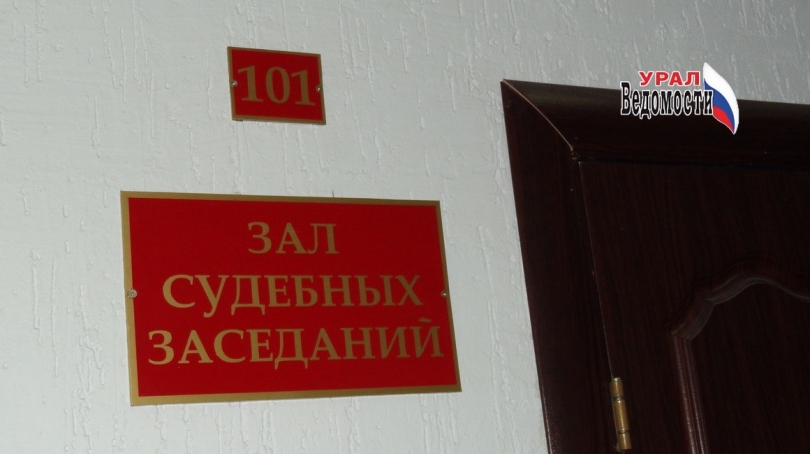 101
УРАЛ
ВЕДОМОСТИ
ЗАЛ
СУДЕБНЫХ
ЗАСЕДАНИЙ